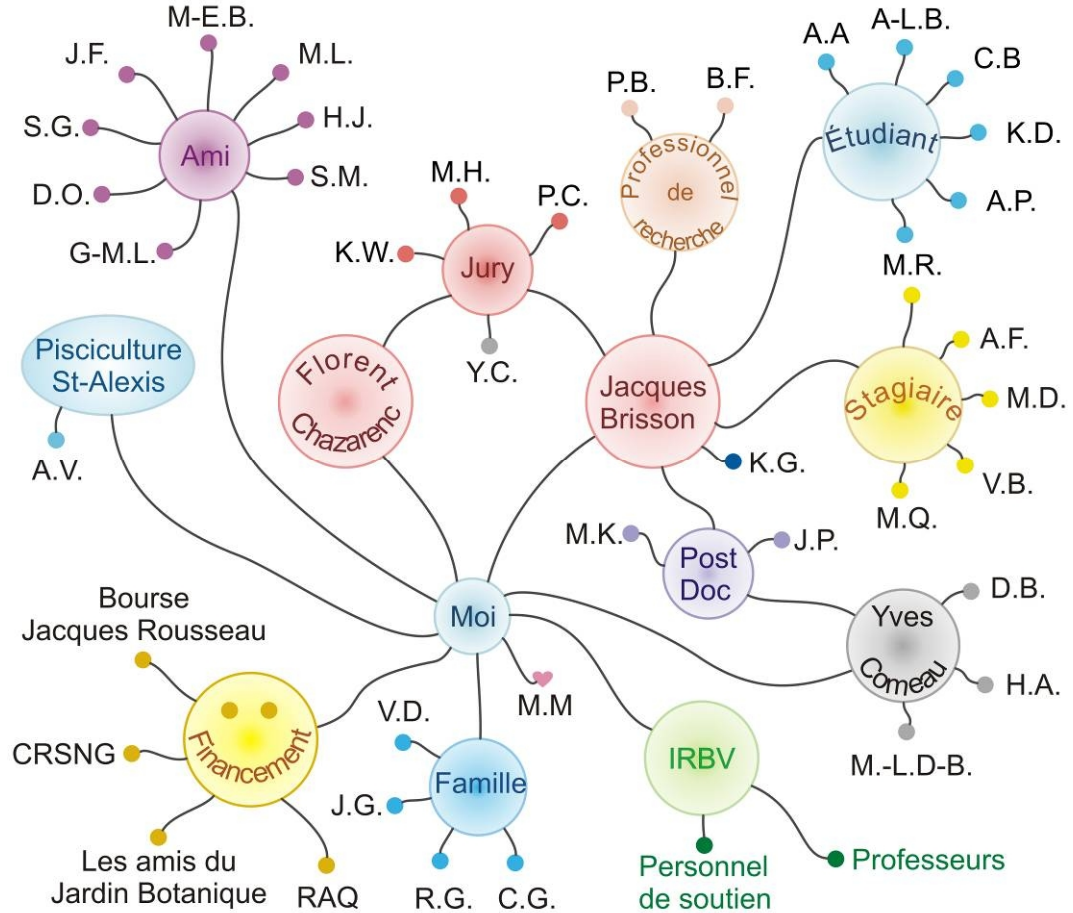 M-E.B.
J.F.
M.L.
S.G.
H.J.
Ami
D.O.
S.M.
G-M.L.
M.H.
P.C.
K.W.
Jury
Y.C.
P.B.
B.F.
Professionnel
de
recherche
A.A
A-L.B.
C.B
Étudiant
K.D.
A.P.
M.R.
Pisciculture
St-Alexis
A.V.
Florent
Chazarenc
Jacques
Brisson
K.G.
Stagiaire
A.F.
M.D.
V.B.
M.Q.
M.K.
Post
Doc
J.P.
Moi
M.M
Yves
Comeau
D.B.
H.A.
M.-L.D-B.
Bourse
Jacques Rousseau
CRSNG
Financement
Les amis du
Jardin Botanique
RAQ
V.D.
Famille
J.G.
R.G.
C.G.
IRBV
Personnel
de soutien
Professeurs